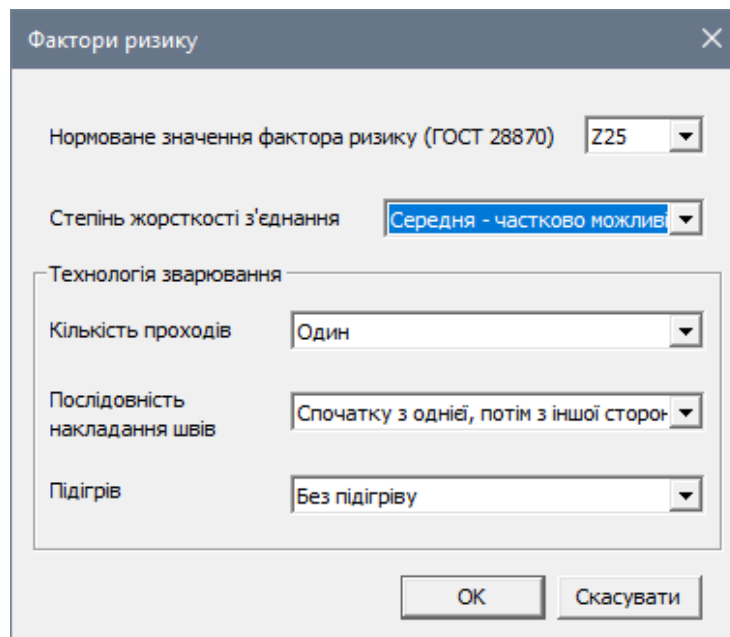 Фактори ризику
Нормоване значення фактора ризику (ГОСТ 28870) Z25
Степінь жорсткості з'єднання Середня - частково можливі
Технологія зварювання
Кількість проходів Один
Послідовність
накладання швів Спочатку з однієї, потім з іншої сторон
Підігрів Без підігріву
OK Скасувати